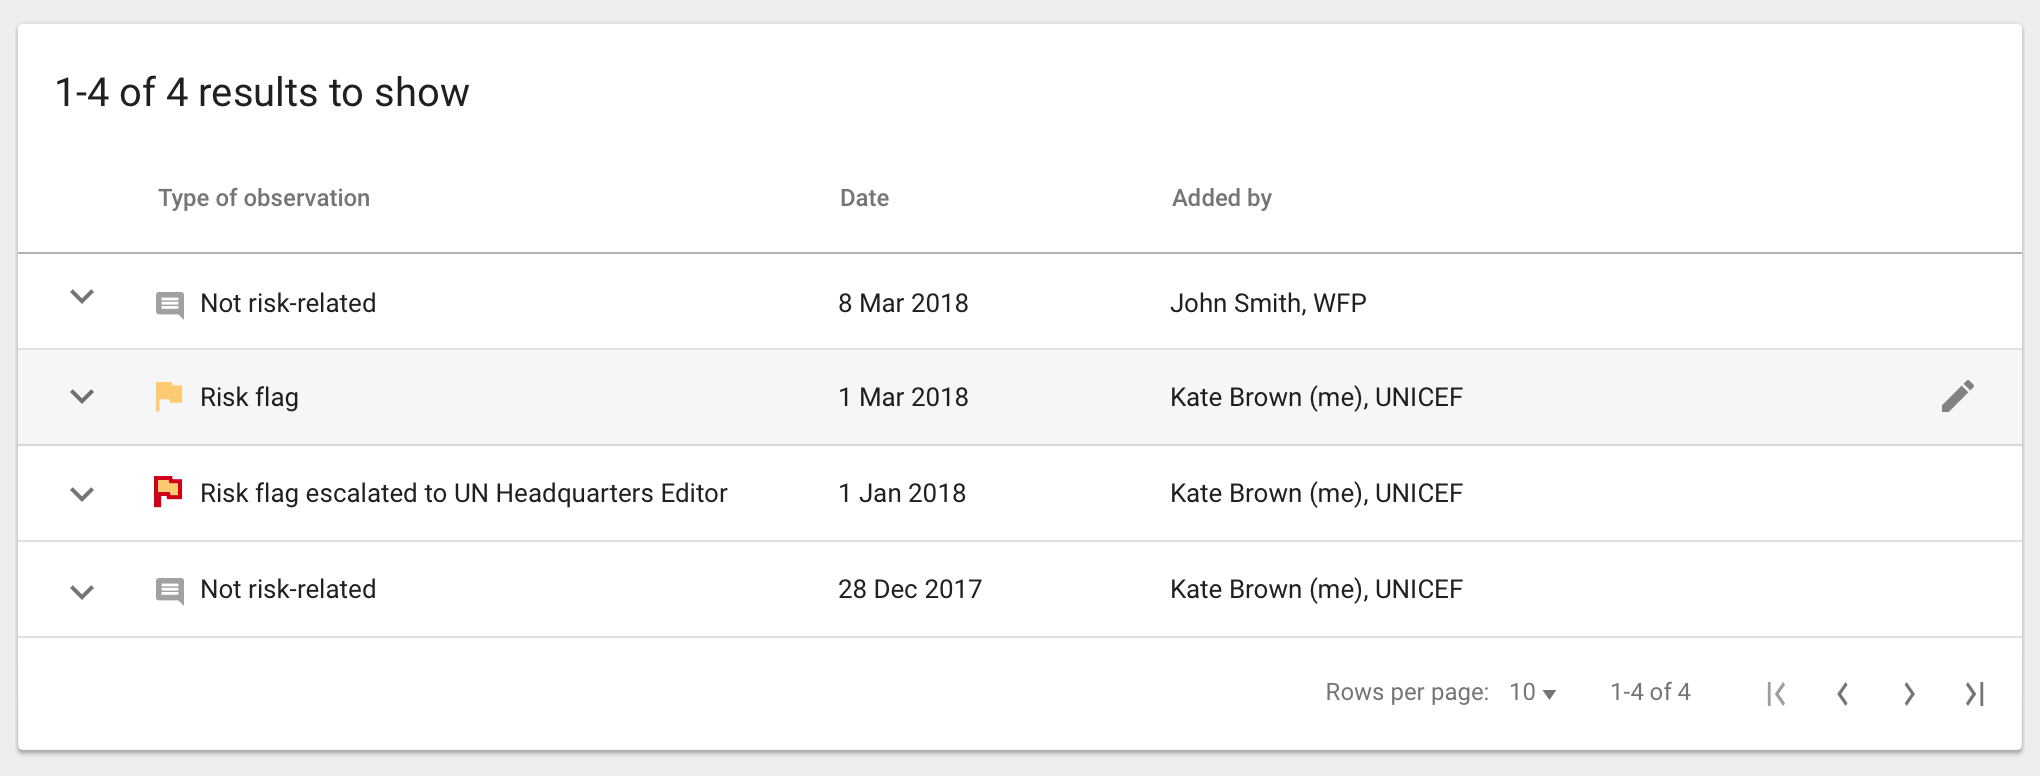 1-4 of 4 results to show
Type of observation Date Added by
Not risk-related 8 Mar 2018 John Smith, WFP
Risk flag 1 Mar 2018 Kate Brown (me), UNICEF
Risk flag escalated to UN Headquarters Editor 1 Jan 2018 Kate Brown (me), UNICEF
Not risk-related 28 Dec 2017 Kate Brown (me), UNICEF
Rows per page: 10 1-4 of 4